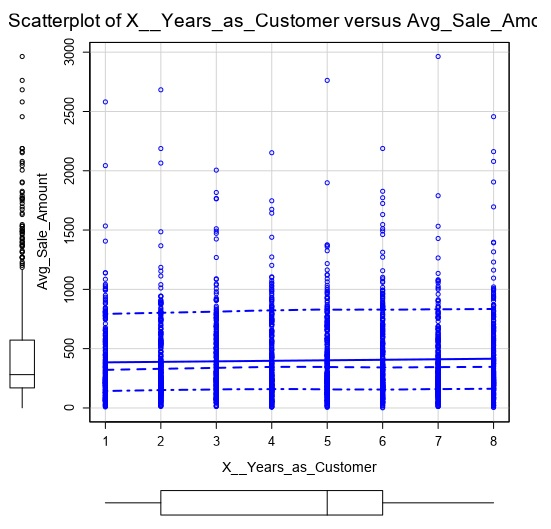 Scatterplot of X__Years_as_Customer versus Avg_Sale_Amo
3000
2500
2000
1500
1000
500
0
Avg_Sale_Amount
1 2 3 4 5 6 7 8
X__Years_as_Customer